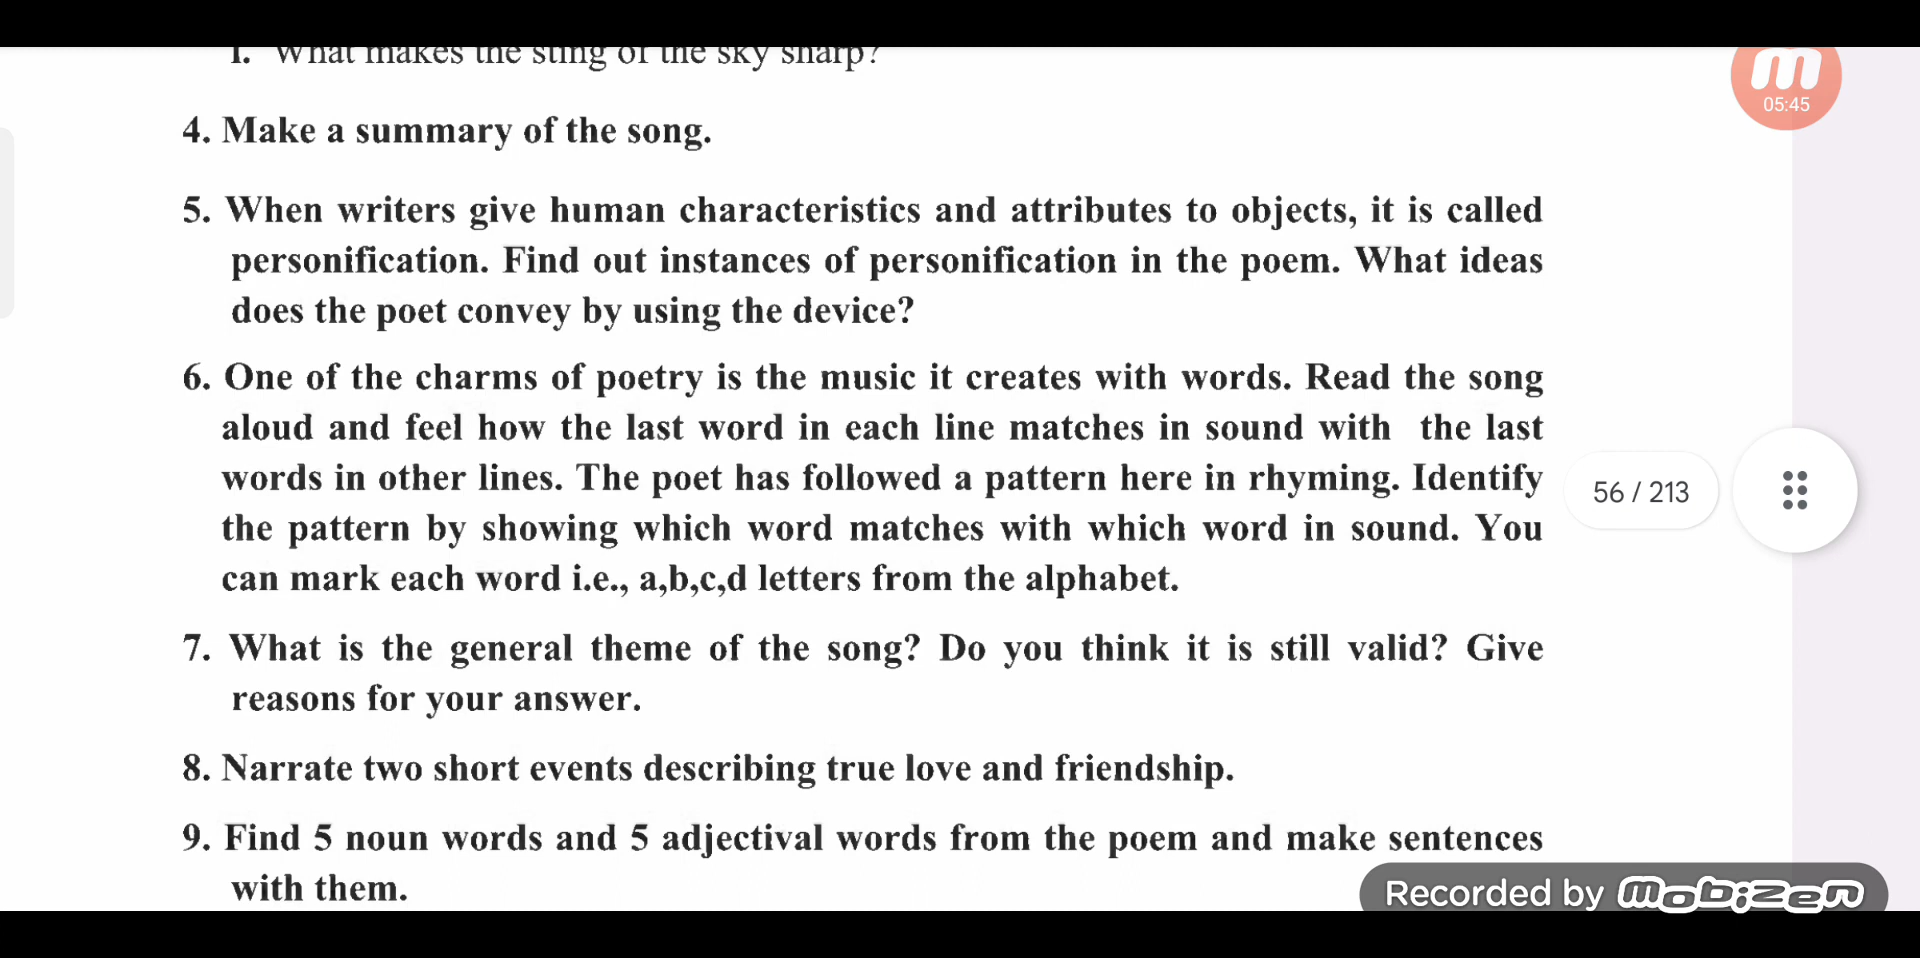 f. What makes the sting of the sky sharp?
05:45
4. Make a summary of the song.
5. When writers give human characteristics and attributes to objects, it is called
personification. Find out instances of personification in the poem. What ideas
does the poet convey by using the device?
6. One of the charms of poetry is the music it creates with words. Read the song
aloud and feel how the last word in each line matches in sound with the last
words in other lines. The poet has followed a pattern here in rhyming. Identify
the pattern by showing which word matches with which word in sound. You
can mark each word i.e., a,b,c,d letters from the alphabet.
56 / 213
7. What is the general theme of the song? Do you think it is still valid? Give
reasons for your answer.
8. Narrate two short events describing true love and friendship.
9. Find 5 noun words and 5 adjectival words from the poem and make sentences
with them.
Recorded by mobizen